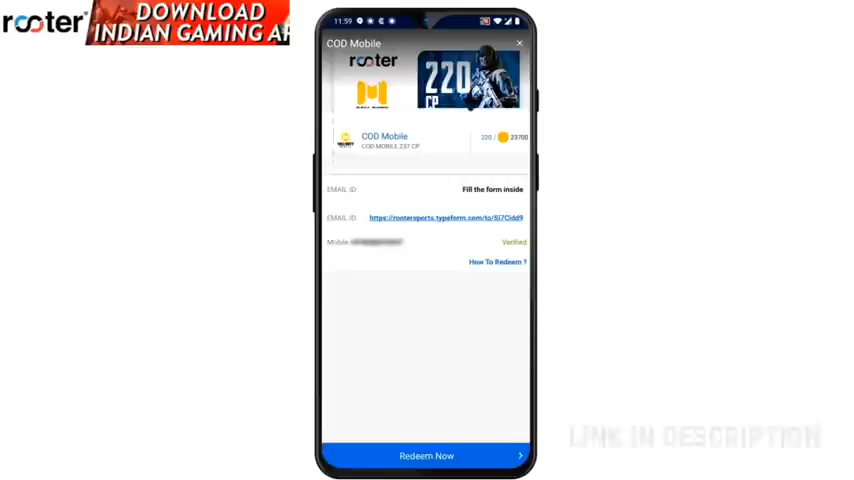 rooter
DOWNLOAD
INDIAN GAMING AP
11:59
COD Mobile
rooter
220
CP
COD Mobile
COD MOBILE,237 CP
220 / 23700
EMAIL ID:
Fill the form inside
EMAIL ID:
https://rootersports.typeform.com/to/Sl7Cidd9
Mobile:
Verified
How To Redeem ?
Redeem Now
LINK IN DESCRIPTION